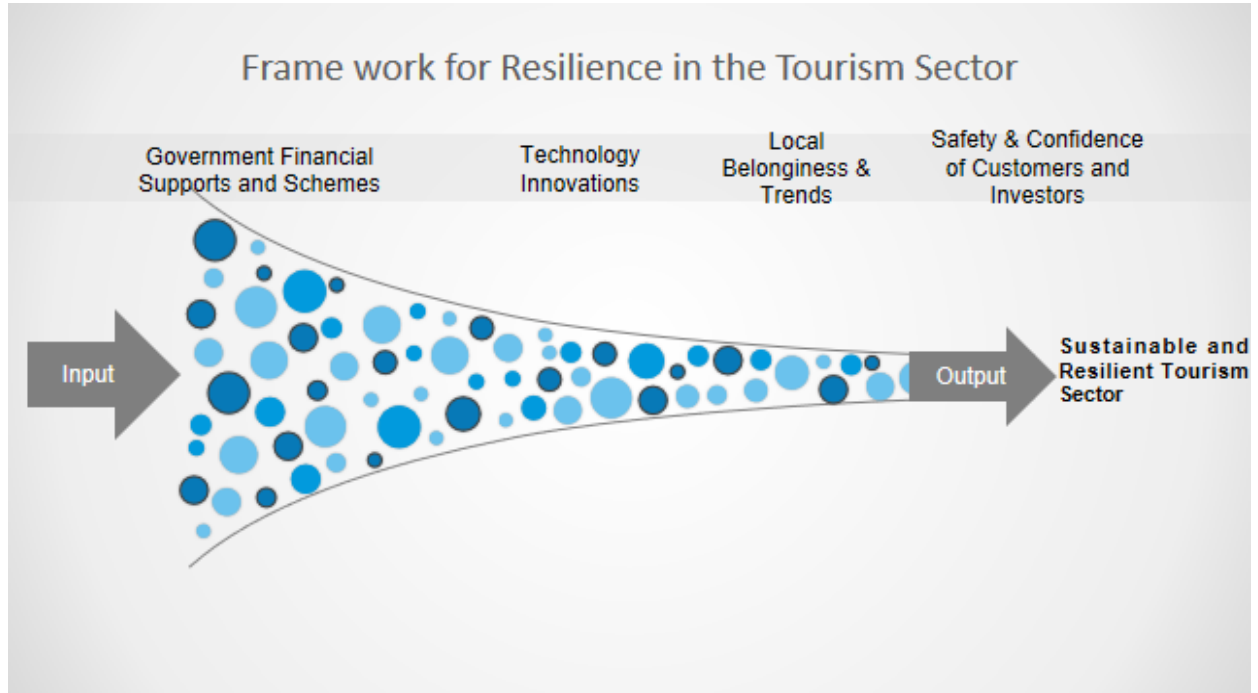 Frame work for Resilience in the Tourism Sector
Government Financial
Supports and Schemes
Technology
Innovations
Local
Belonginess &
Trends
Safety & Confidence
of Customers and
Investors
Input
Output
Sustainable and
Resilient Tourism
Sector